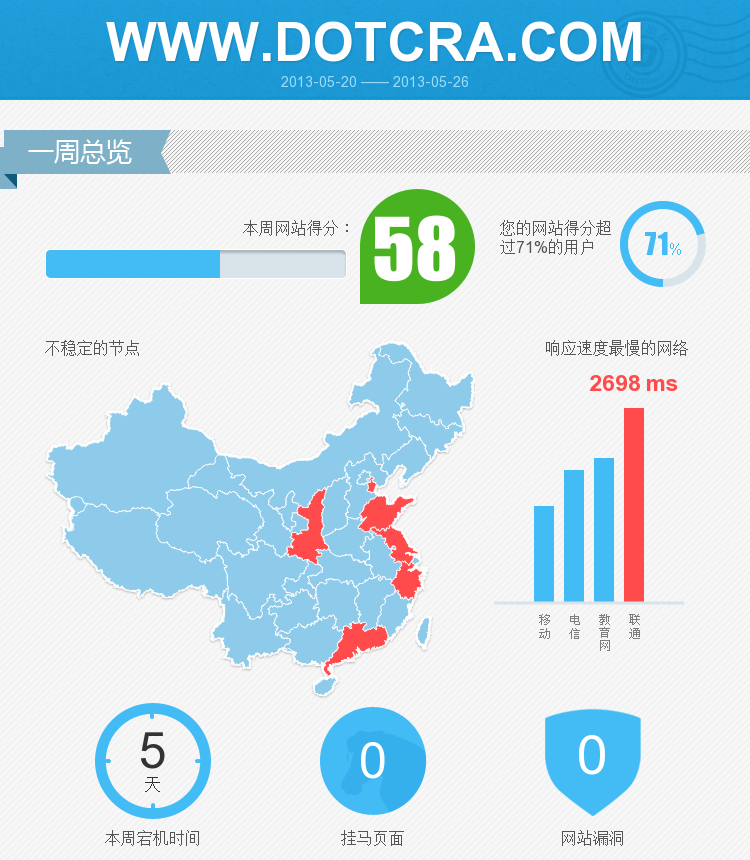 WWW.DOTCRA.COM
2013-05-20 —— 2013-05-26
一周总览
本周网站得分：
58
您的网站得分超
过71%的用户
71%
不稳定的节点
响应速度最慢的网络
2698 ms
移动
电信
教育网
联通
5
天
0
0
本周宕机时间
挂马页面
网站漏洞